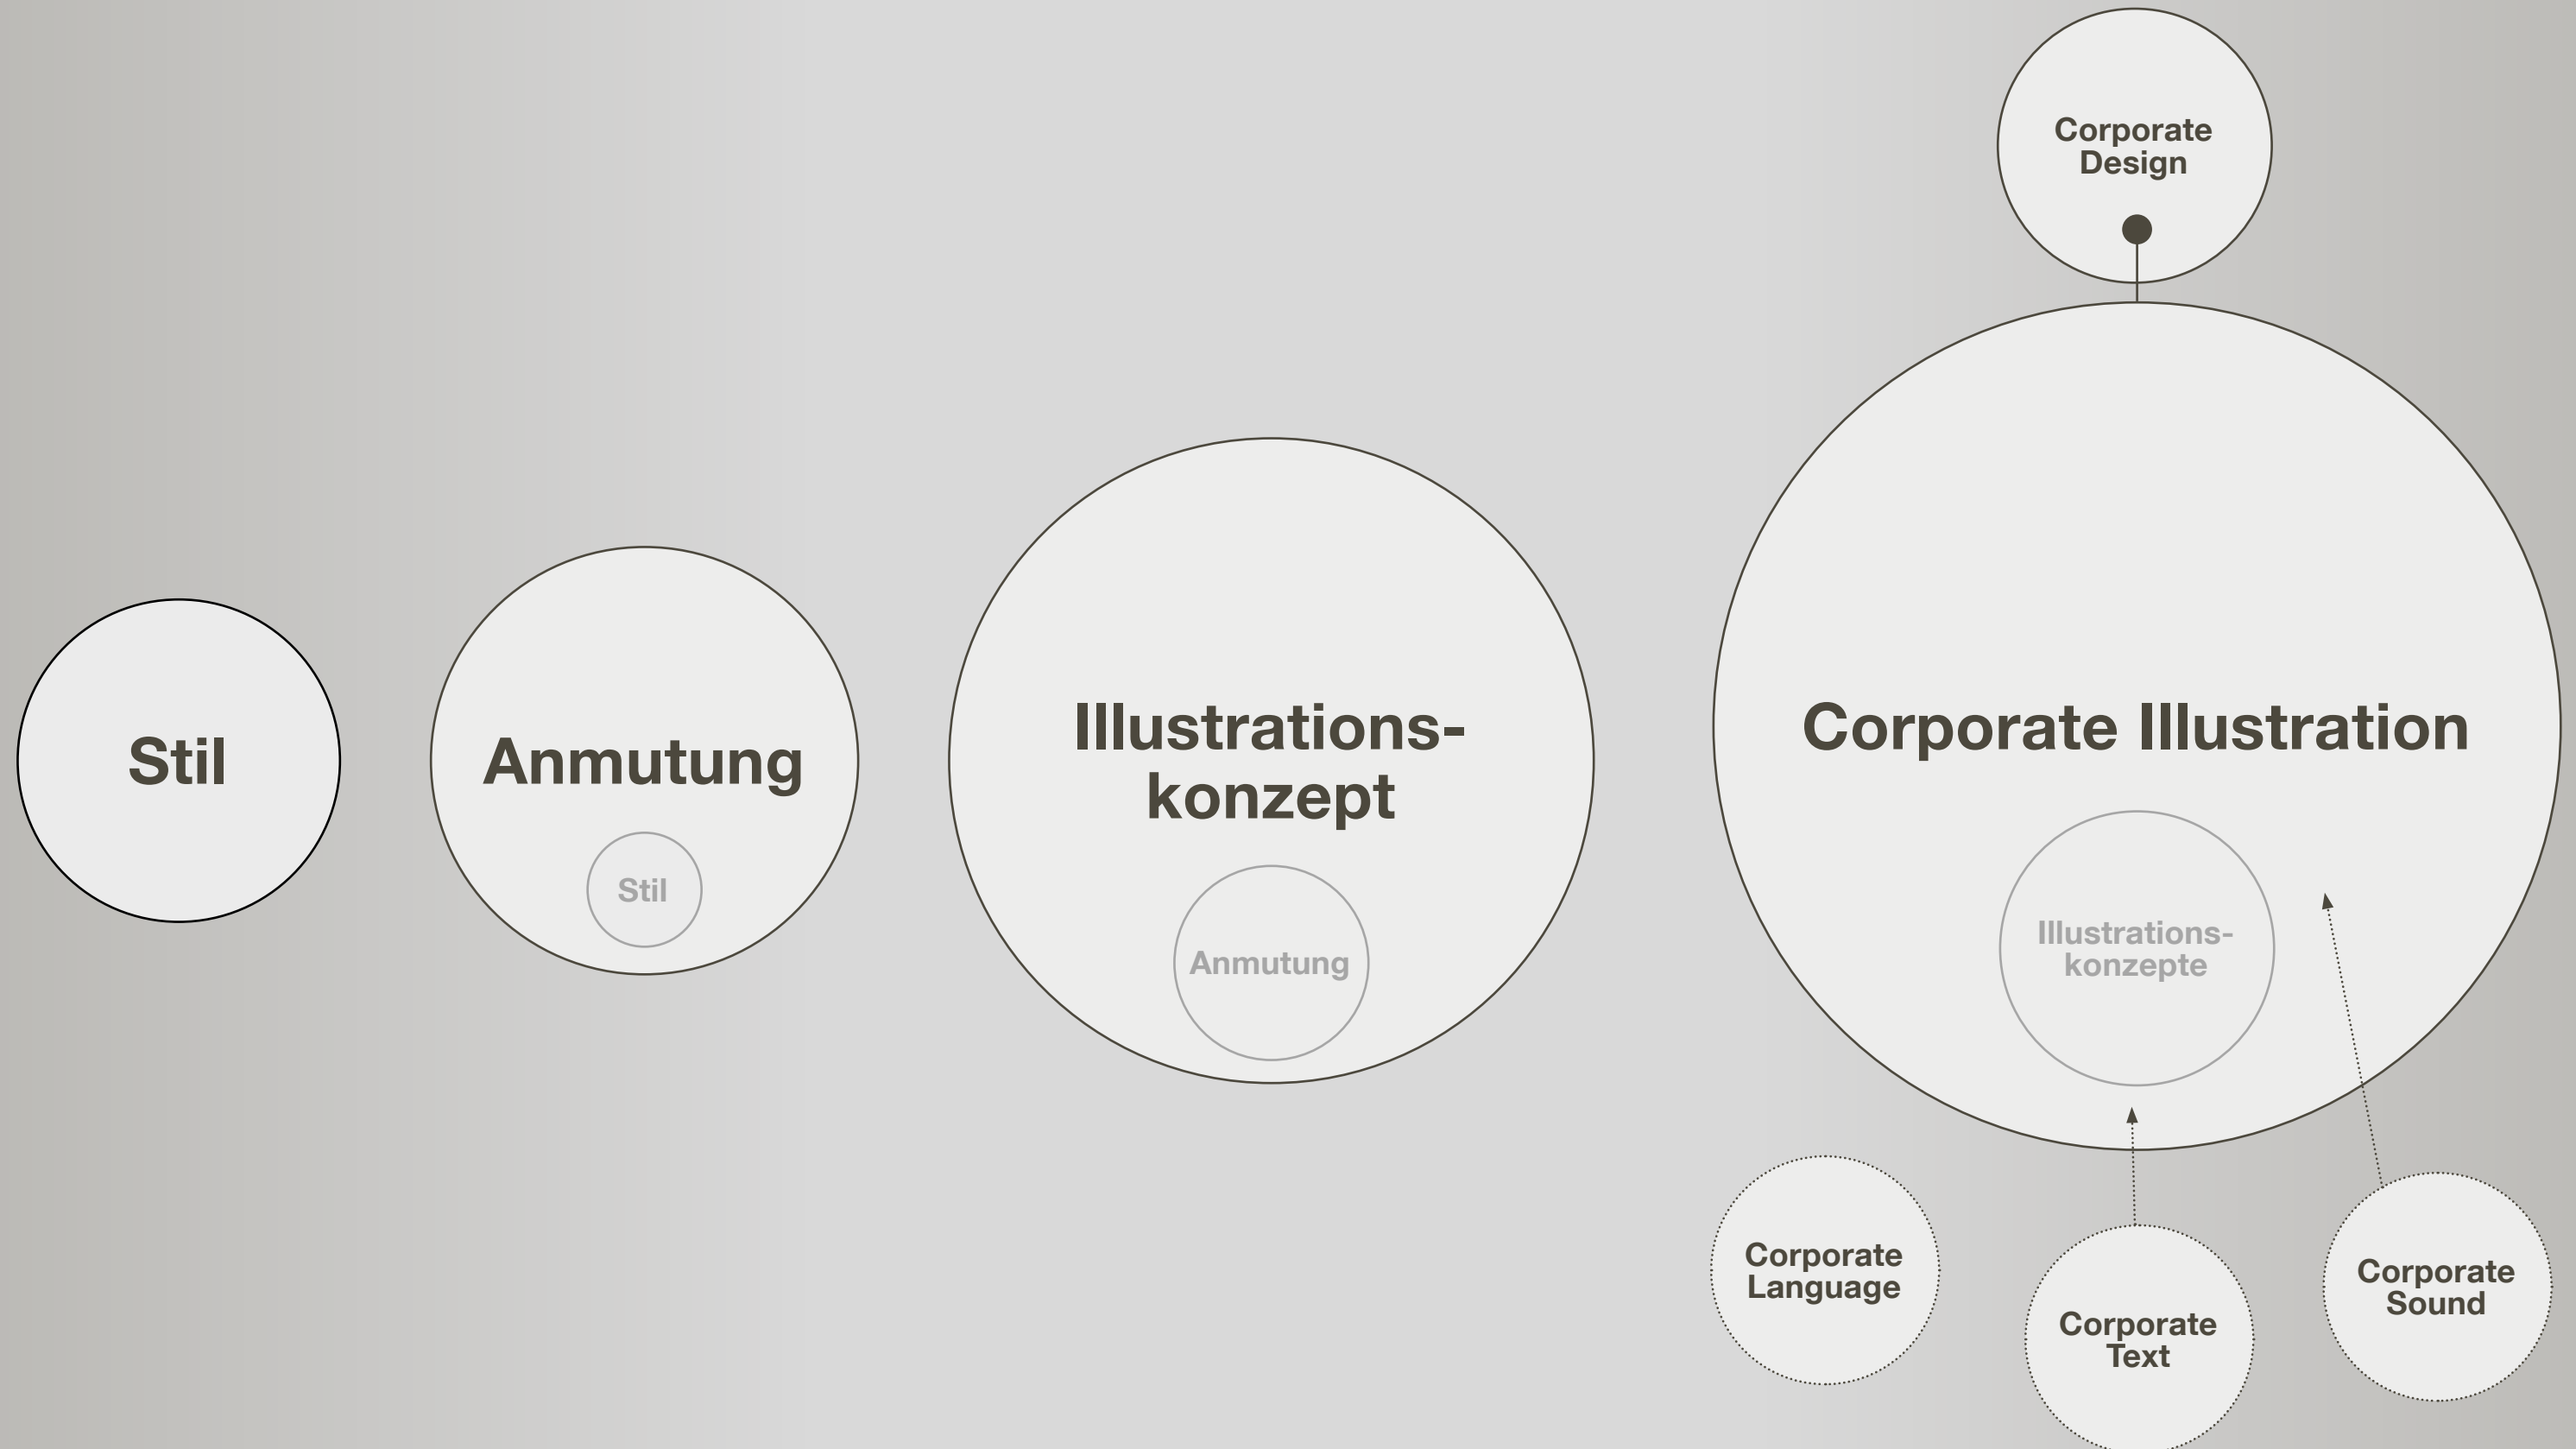 Stil
Anmutung
Stil
Illustrations-
konzept
Anmutung
Corporate
Design
Corporate Illustration
Illustrations-
konzepte
Corporate
Language
Corporate
Text
Corporate
Sound